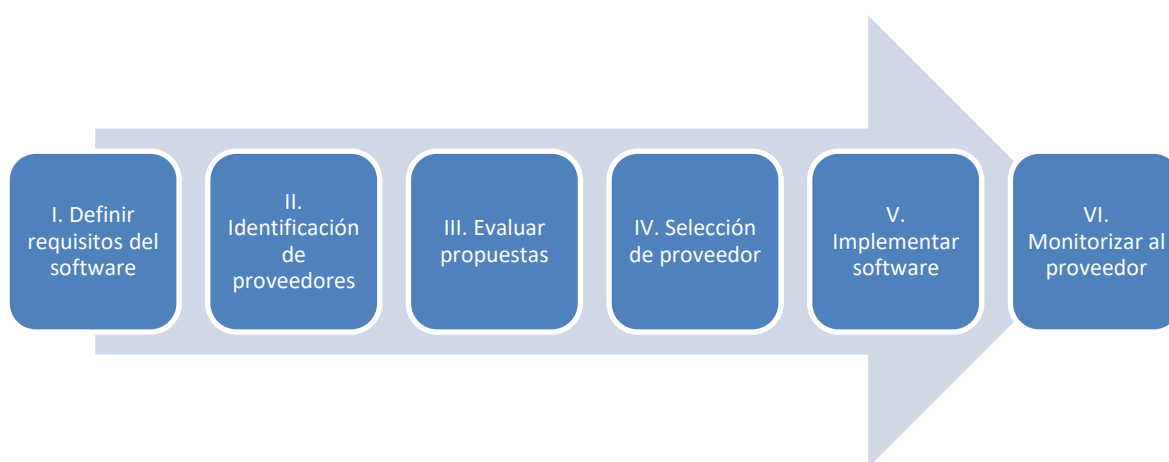 I. Definir
requisitos del
software
II.
Identificación
de
proveedores
III. Evaluar
propuestas
IV. Selección
de proveedor
V.
Implementar
software
VI.
Monitorizar al
proveedor